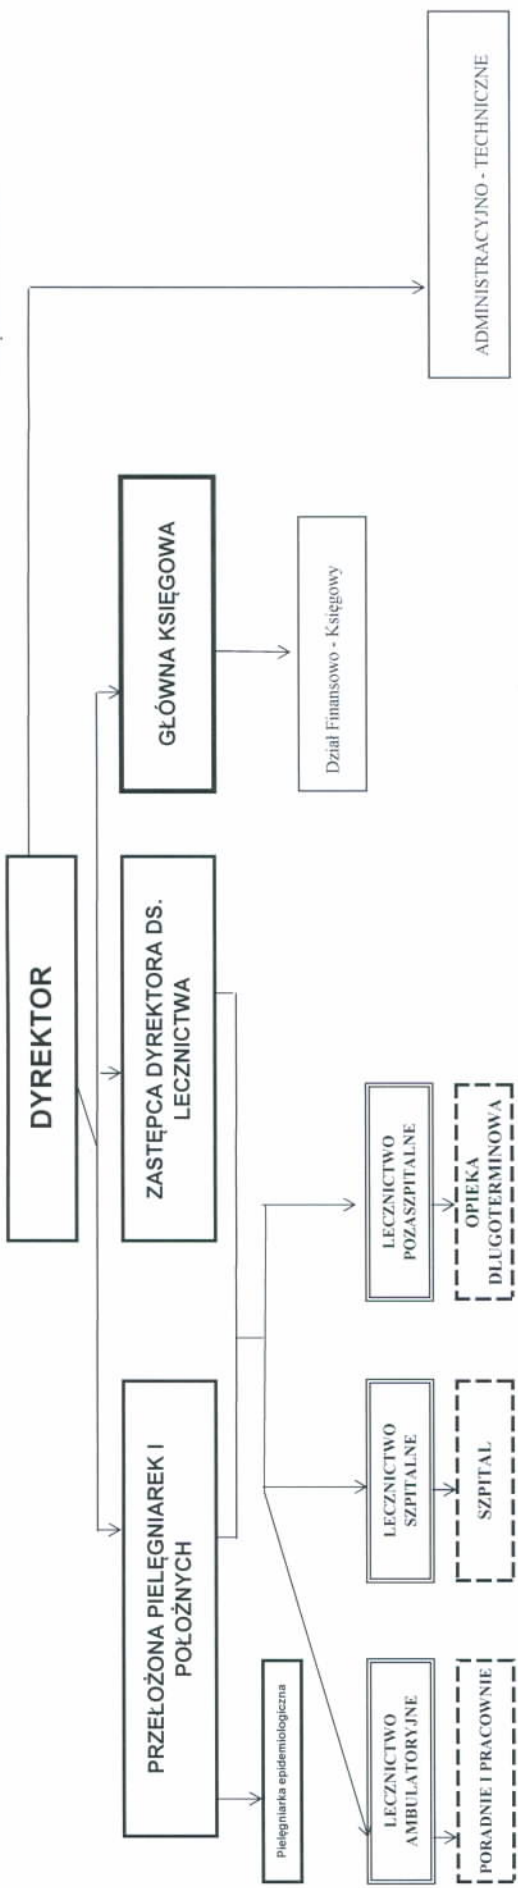 DYREKTOR
PRZEŁOŻONA PIELĘGNIAREK I
POŁOŻNYCH
ZASTĘPCA DYREKTORA DS.
LECZNICTWA
GŁÓWNA KSIĘGOWA
Pielęgniarka epidemiologiczna
Dział Finansowo - Księgowy
LECZNICTWO
AMBULATORYJNE
LECZNICTWO
SZPITALNE
LECZNICTWO
POZASZPITALNE
ADMINISTRACYJNO - TECHNICZNE
PORADNIE I PRACOWNIE
SZPITAL
OPIEKA
DŁUGOTERMINOWA